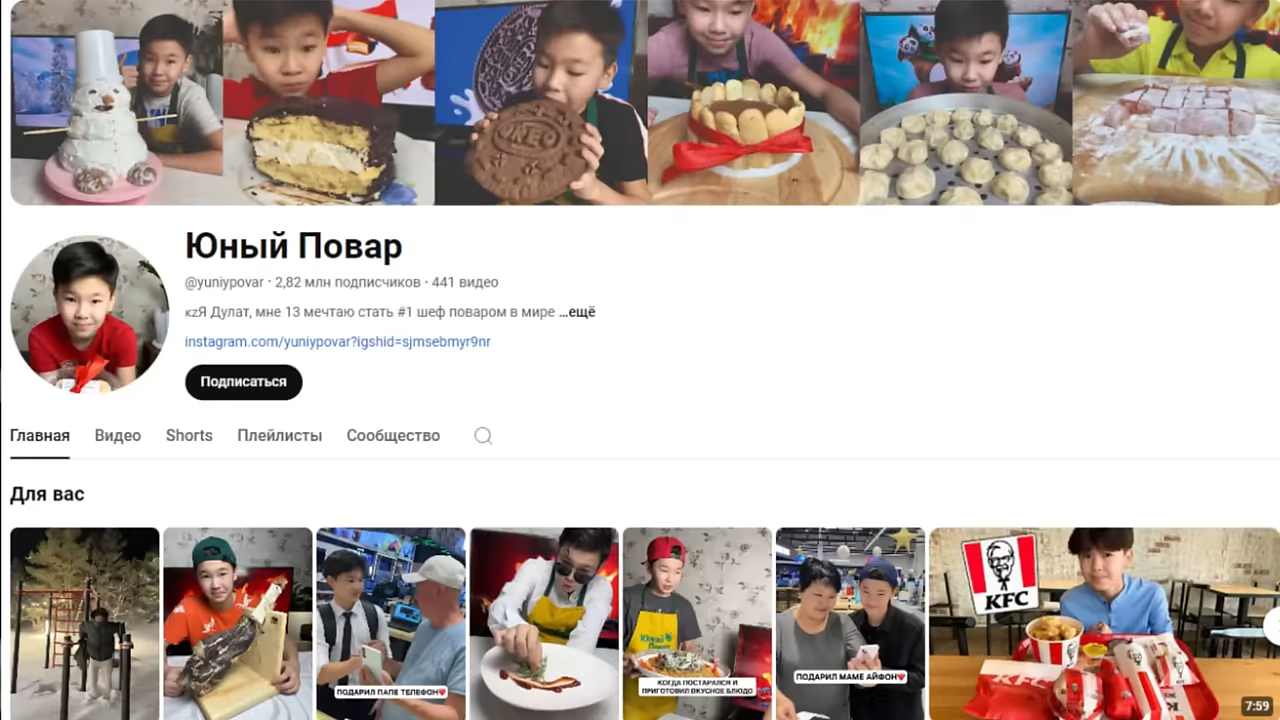 Юный Повар
@yuniypovar · 2,82 млн подписчиков · 441 видео
кzЯ Дулат, мне 13 мечтаю стать #1 шеф поваром в мире ...ещё
instagram.com/yuniypovar?igshid=sjmsebmyr9nr
Подписаться
Главная Видео Shorts Плейлисты Сообщество
Для вас
ПОДАРИЛ ПАПЕ ТЕЛЕФОН❤️
Юный
Повар
КОГДА ПОСТАРАЛСЯ И
ПРИГОТОВИЛ ВКУСНОЕ БЛЮДО
ПОДАРИЛ МАМЕ АЙФОН❤️
KFC
KFC
7:59